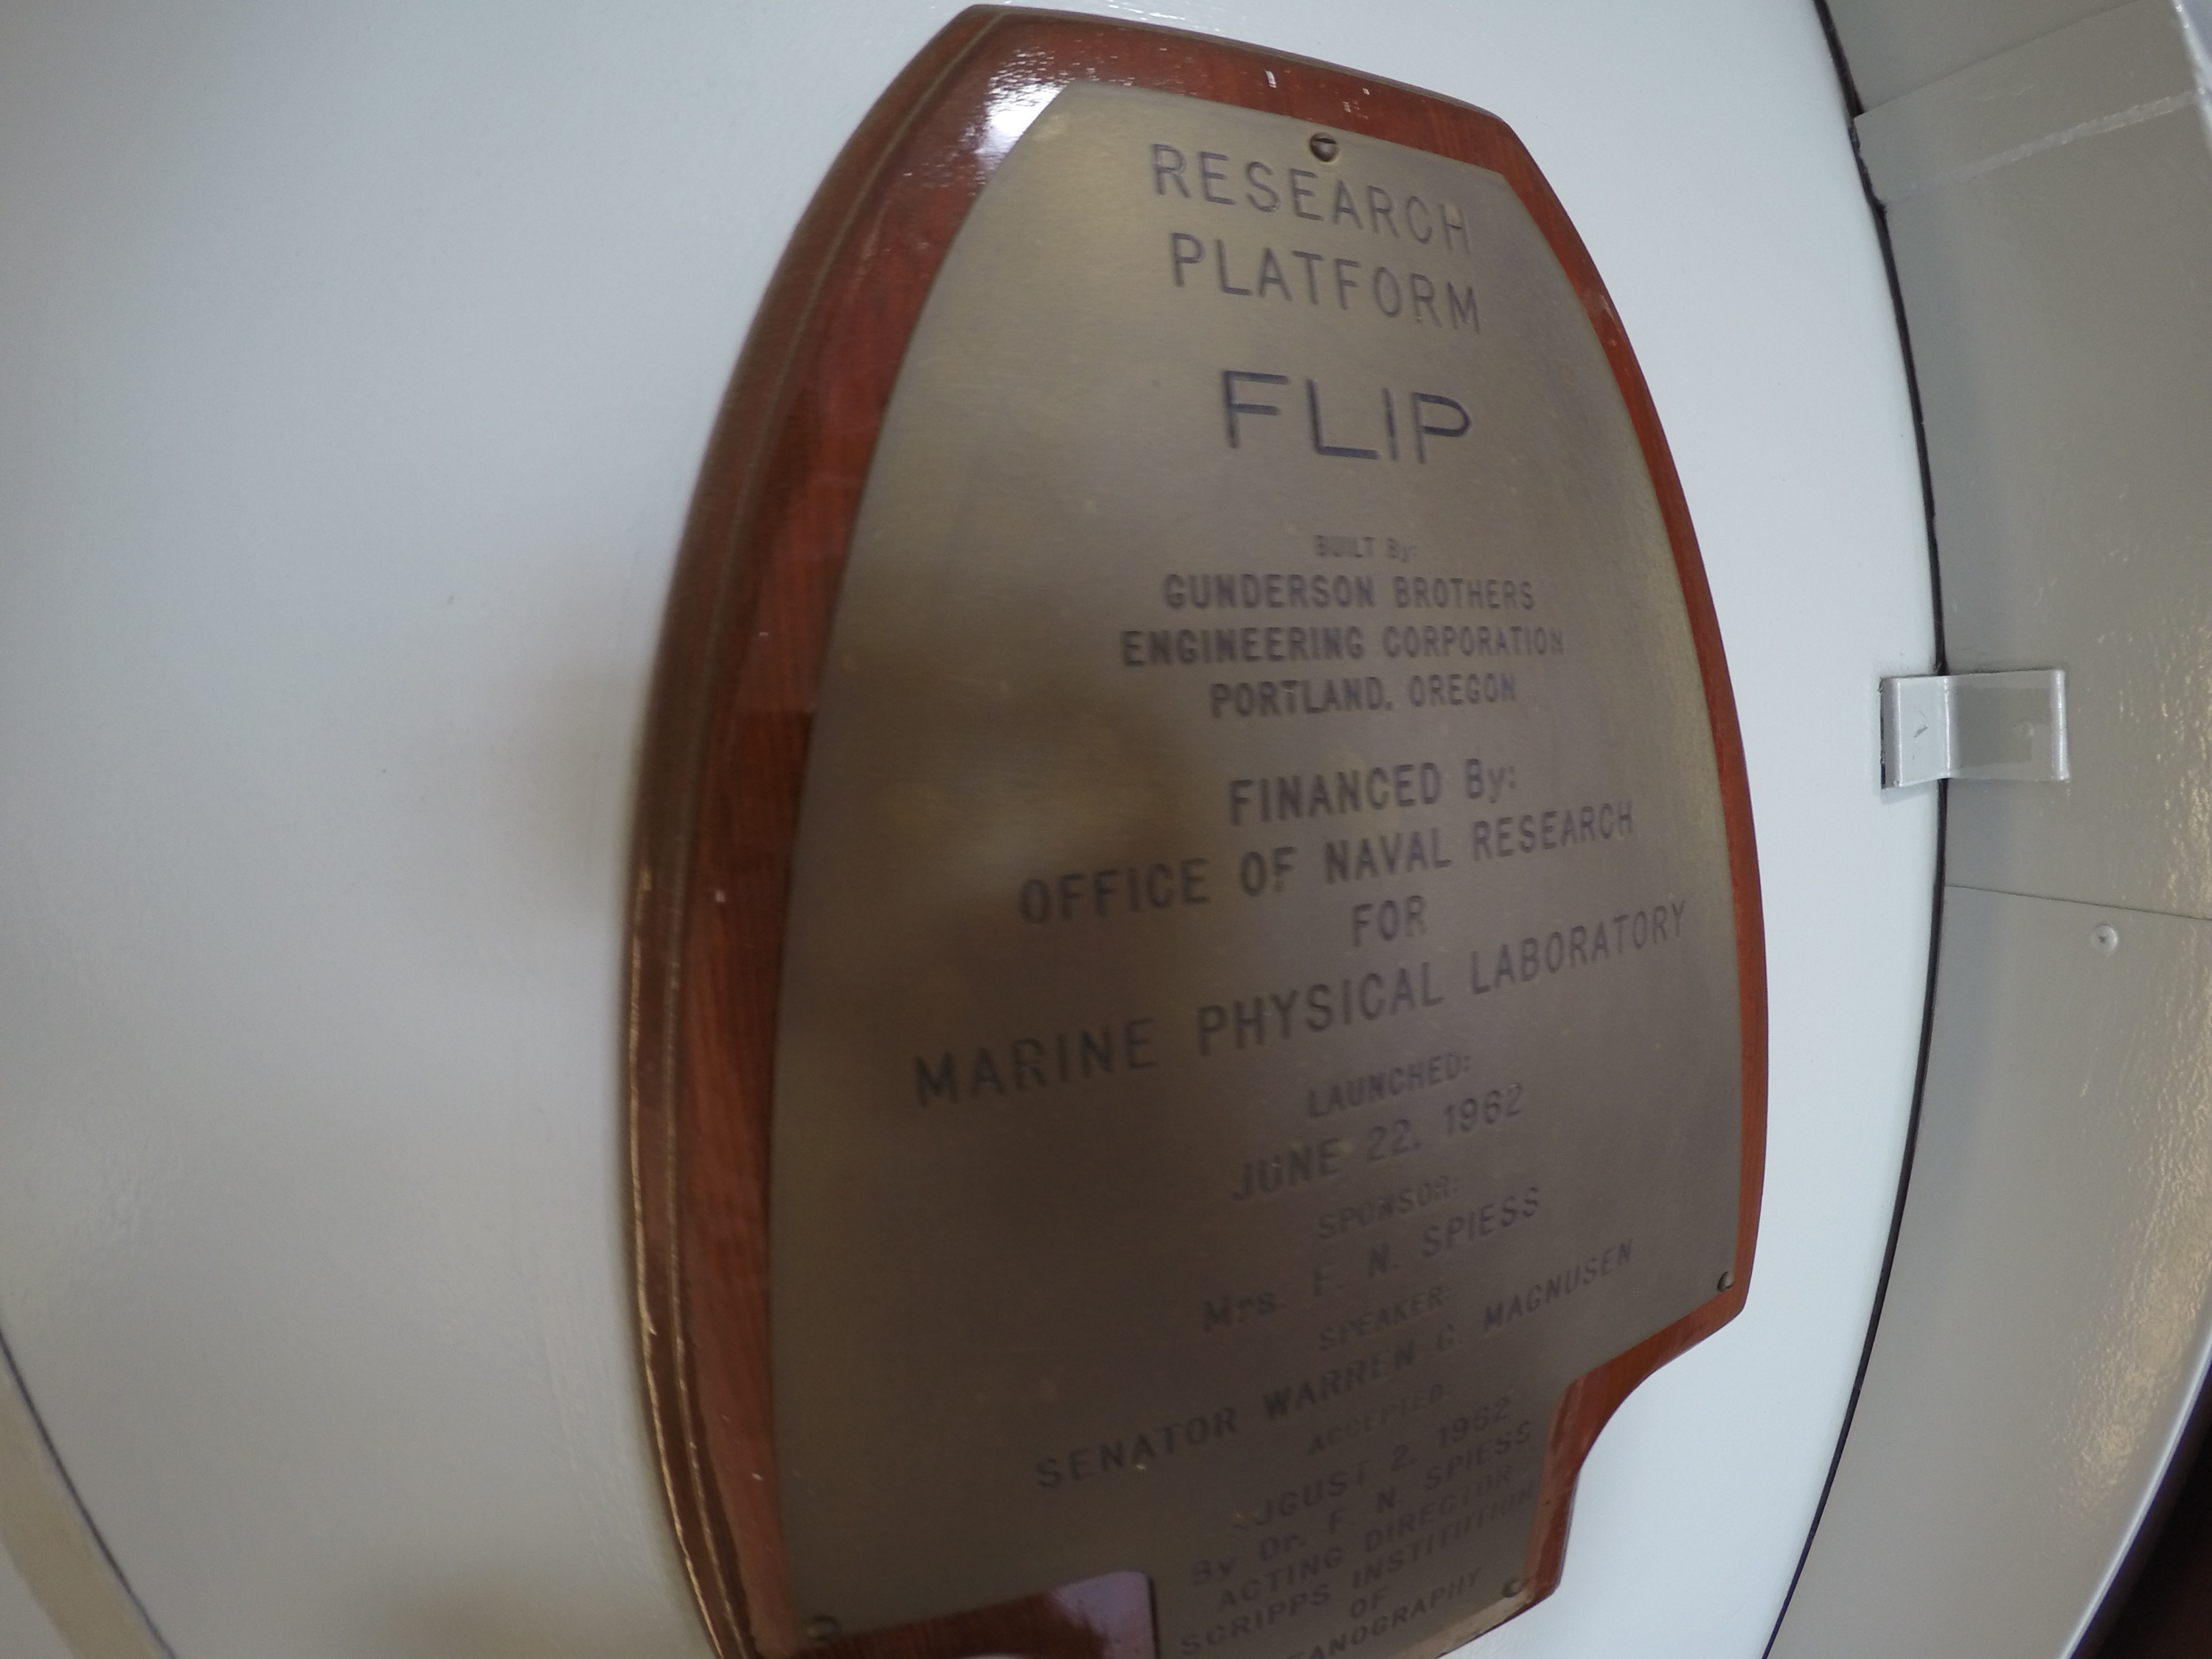 RESEARCH
PLATFORM
FLIP
BUILT By:
GUNDERSON BROTHERS
ENGINEERING CORPORATION
PORTLAND, OREGON
FINANCED By:
OFFICE OF NAVAL RESEARCH
FOR
MARINE PHYSICAL LABORATORY
LAUNCHED:
JUNE 22, 1962
SPONSOR:
Mrs. F. N. SPIESS
SPEAKER:
SENATOR WARREN G. MAGNUSEN
ACCEPTED:
AUGUST 2, 1962
By Dr. F. N. SPIESS
ACTING DIRECTOR
SCRIPPS INSTITUTION
OF